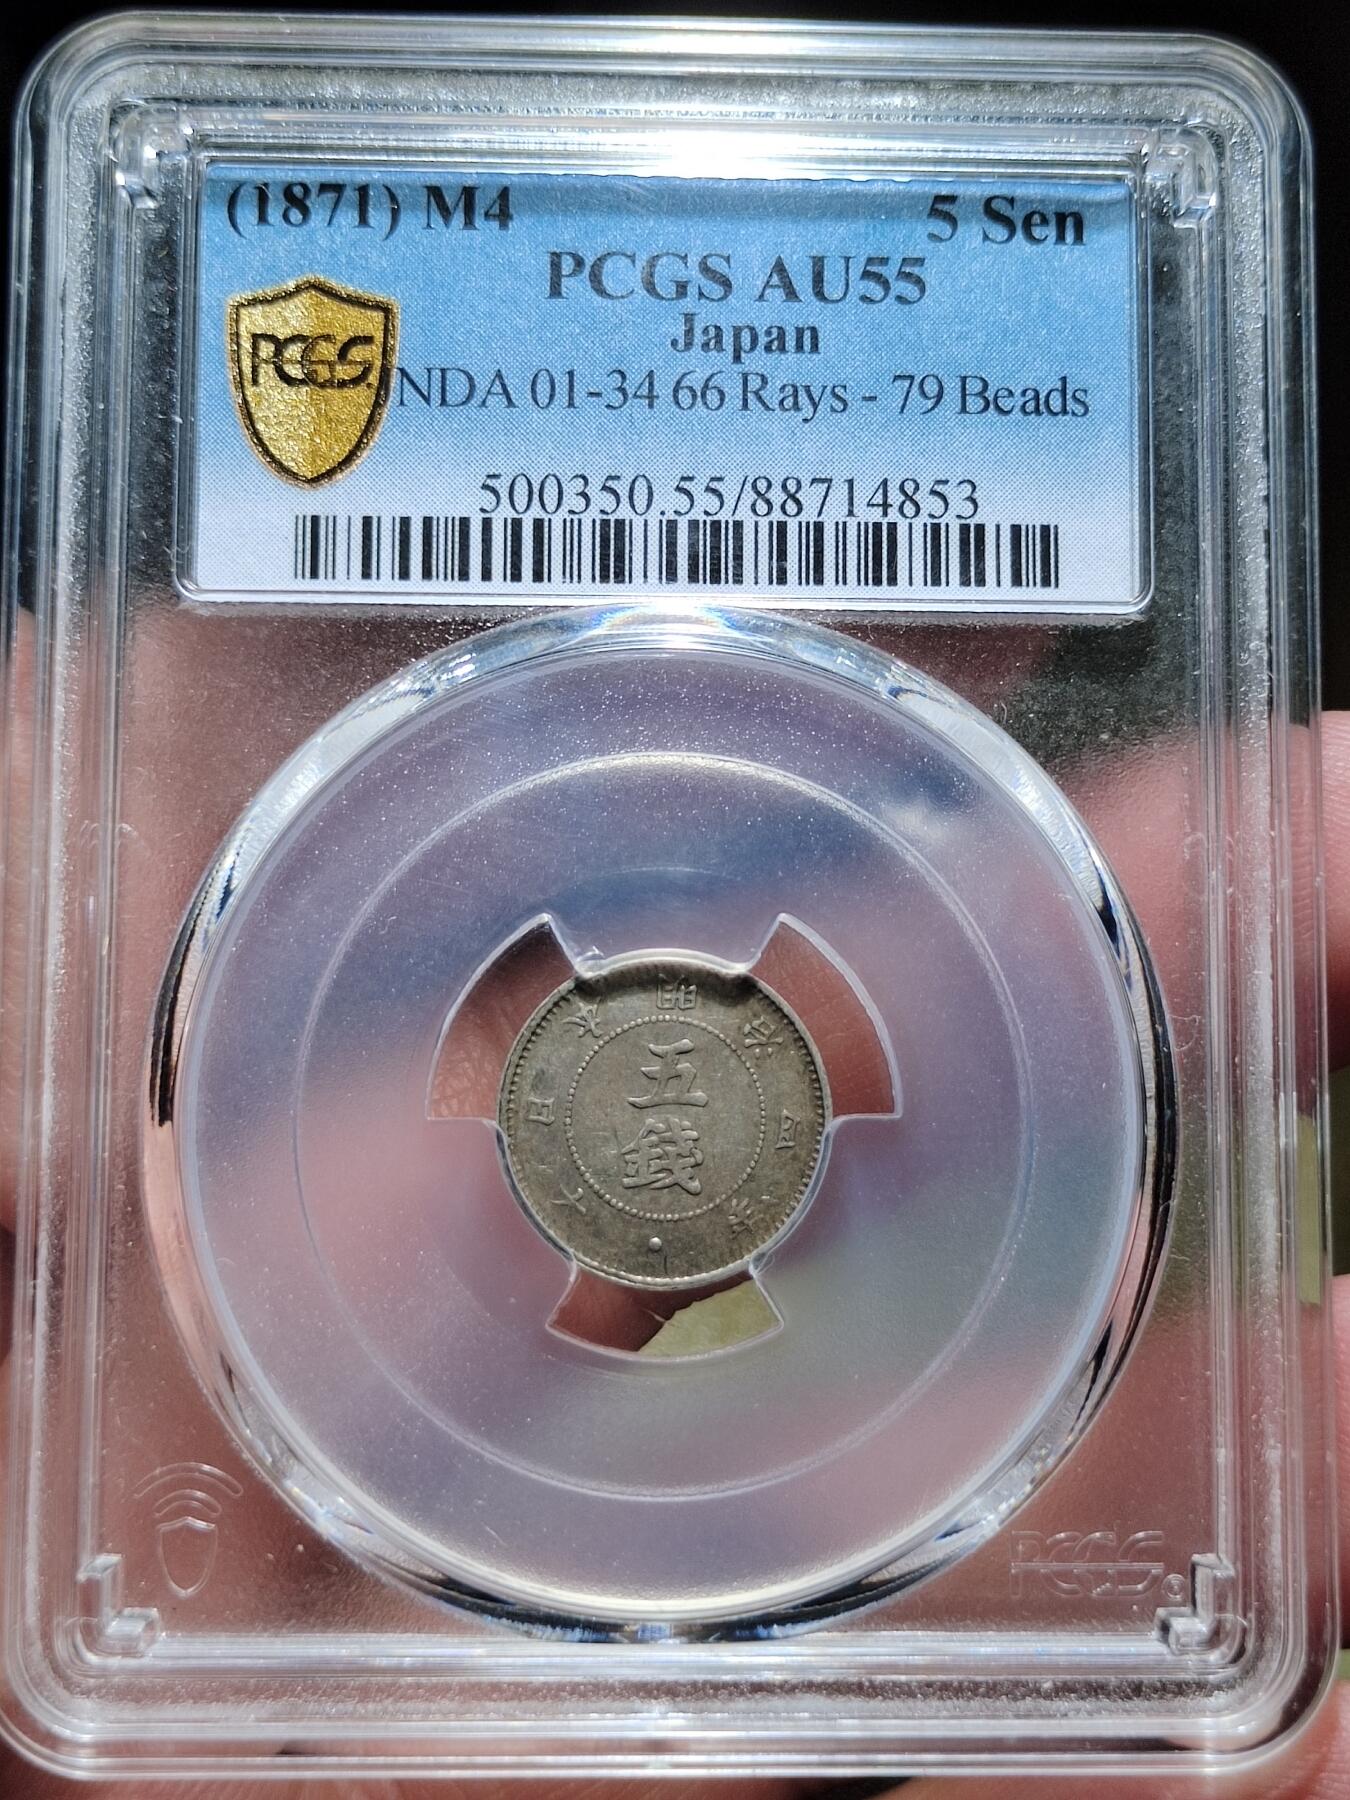 (1871) M4 5 Sen
PCGS AU55
Japan
PCGS
NDA 01-34 66 Rays - 79 Beads
500350.55/88714853
大日本明治四年
五錢
PCGS